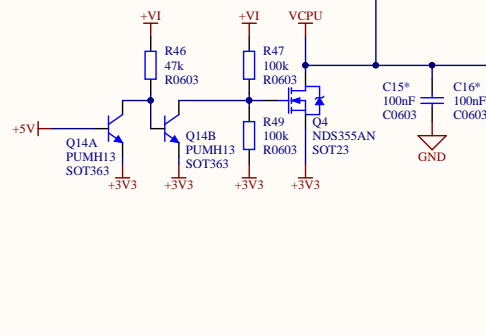 +VI
+VI
VCPU
R46
47k
R0603
R47
100k
R0603
C15*
100nF
C0603
C16*
100nF
C0603
+5V
Q14A
PUMH13
SOT363
Q14B
PUMH13
SOT363
R49
100k
R0603
Q4
NDS355AN
SOT23
GND
+3V3
+3V3
+3V3
+3V3